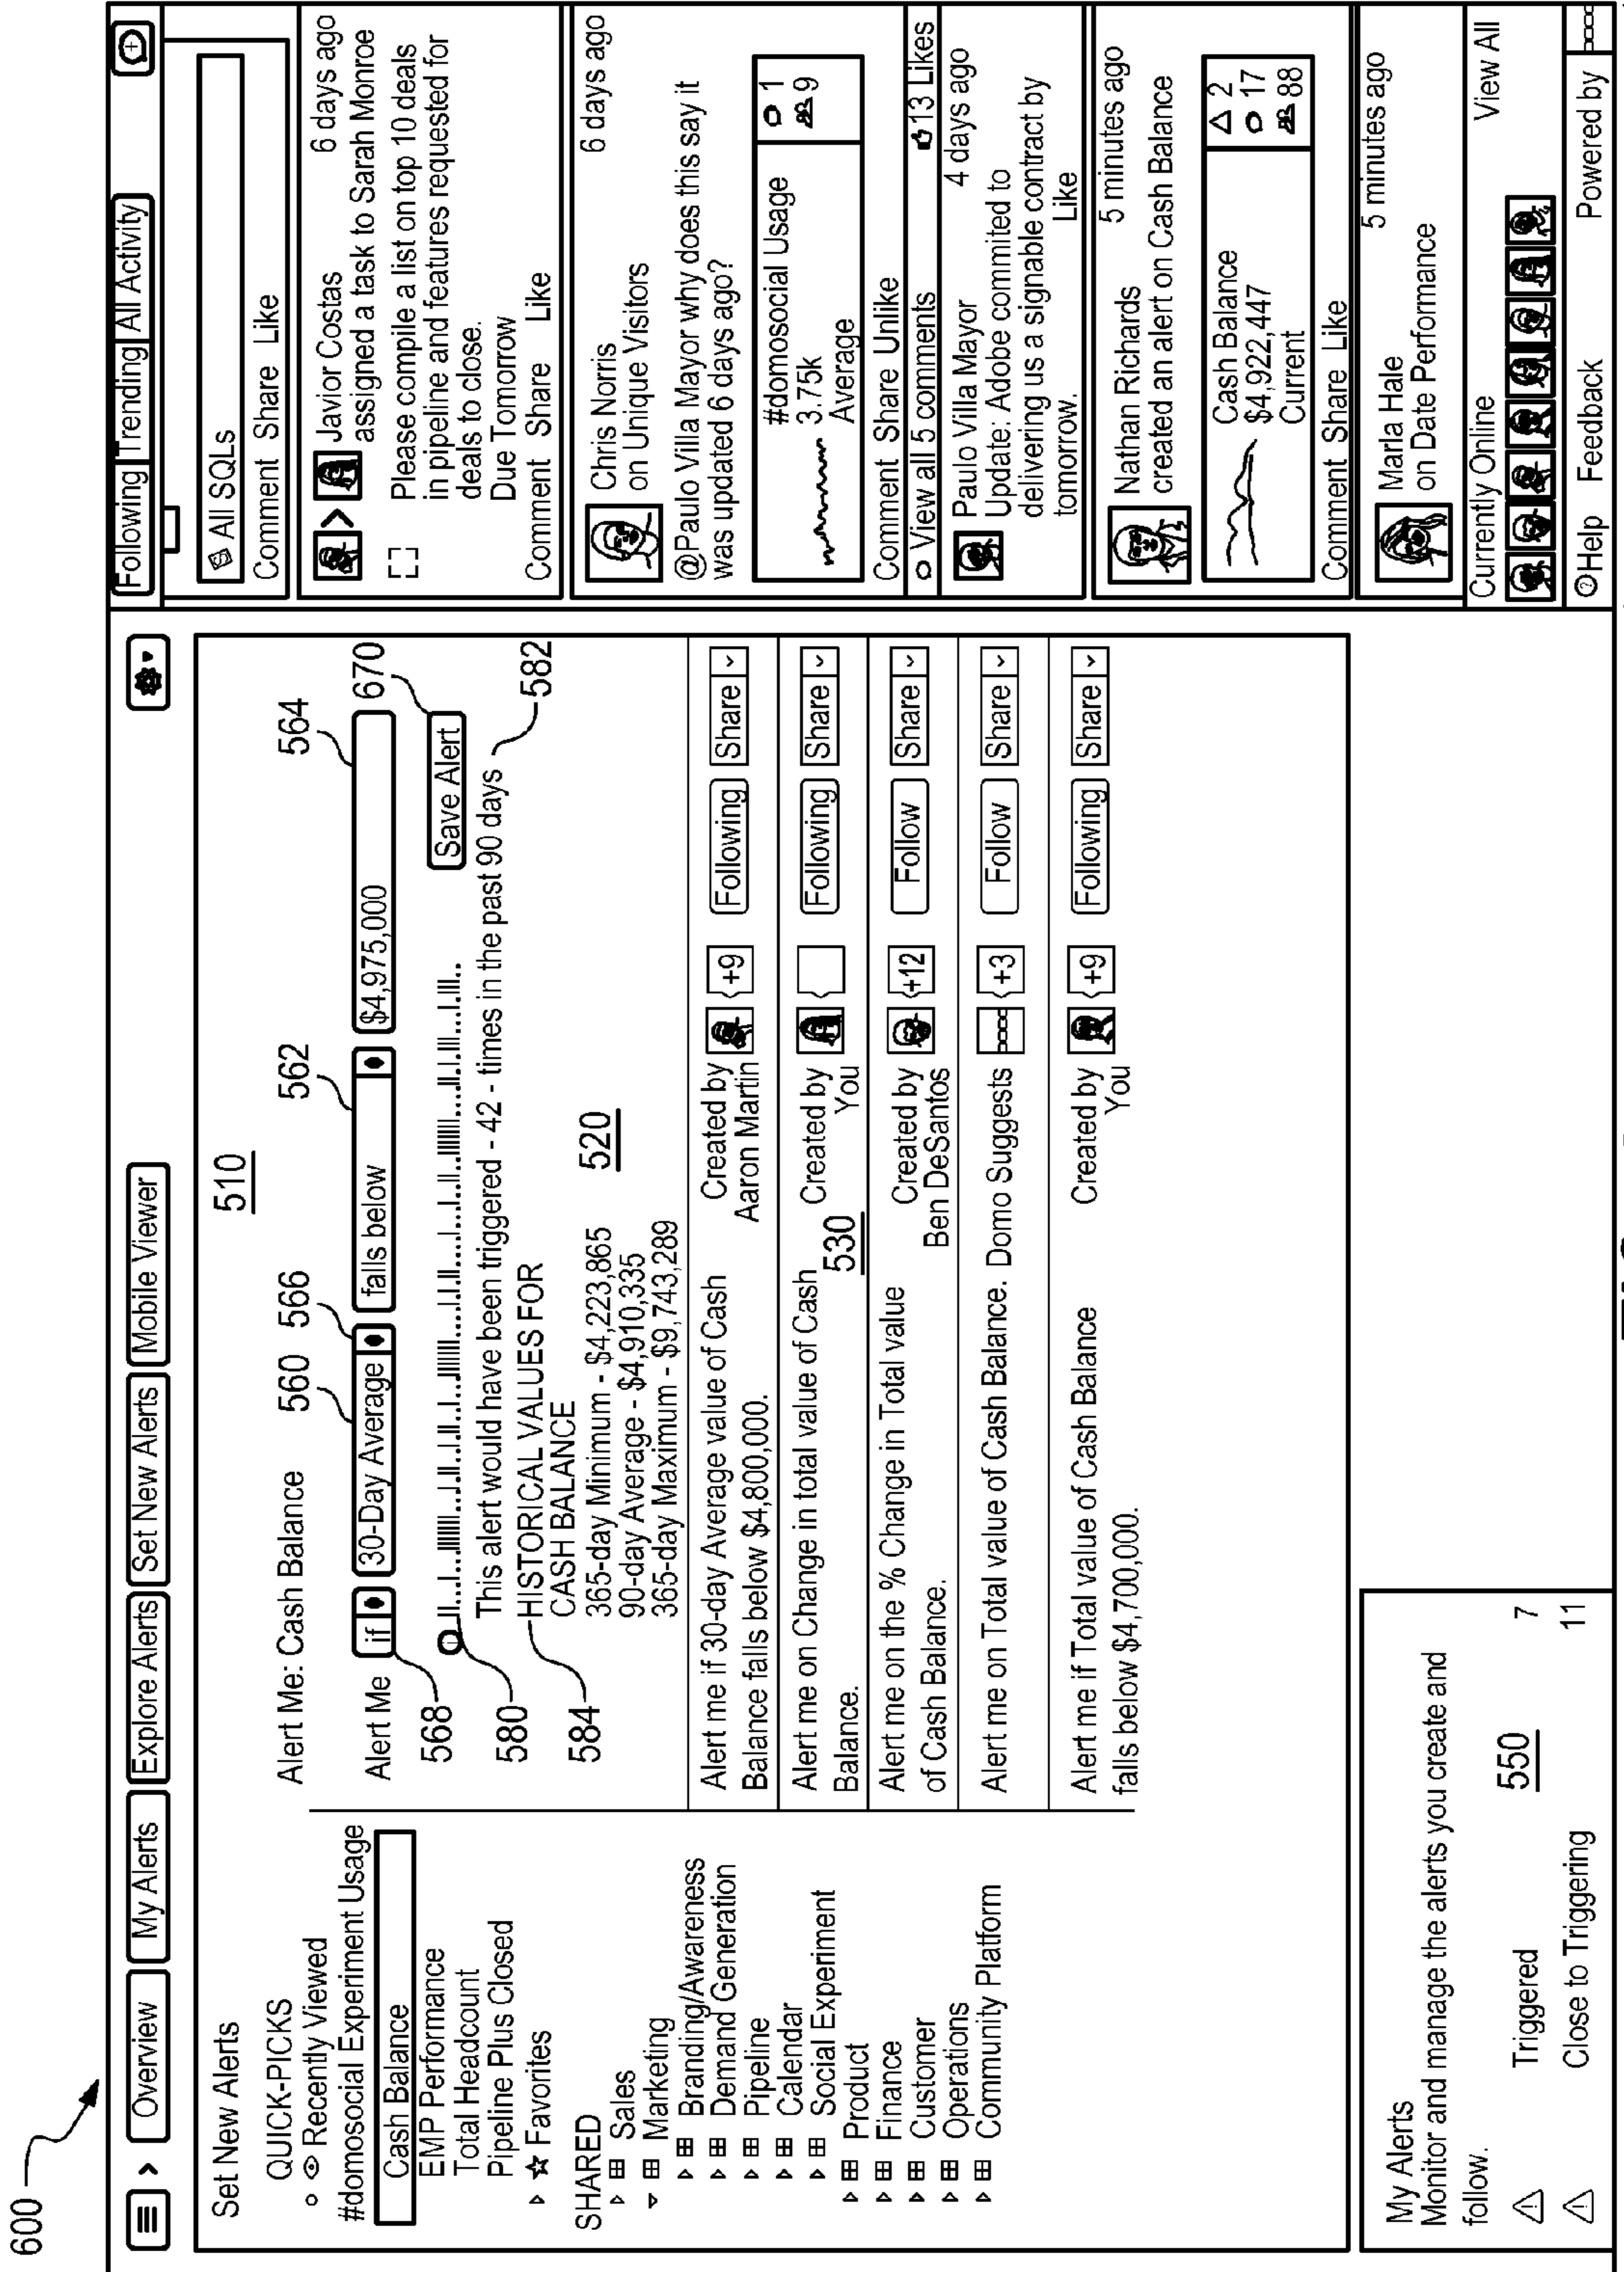 600
Overview
My Alerts
Explore Alerts
Set New Alerts
Mobile Viewer
Set New Alerts
QUICK-PICKS
Recently Viewed
#domosocial Experiment Usage
Cash Balance
EMP Performance
Total Headcount
Pipeline Plus Closed
Favorites
SHARED
Sales
Marketing
Branding/Awareness
Demand Generation
Pipeline
Calendar
Social Experiment
Product
Finance
Customer
Operations
Community Platform
510
Alert Me: Cash Balance
560
566
562
564
Alert Me
if
30-Day Average
falls below
$4,975,000
670
568
Save Alert
580
This alert would have been triggered - 42 - times in the past 90 days
582
584
HISTORICAL VALUES FOR
CASH BALANCE
365-day Minimum - $4,223,865
90-day Average - $4,910,335
365-day Maximum - $9,743,289
520
Alert me if 30-day Average value of Cash
Balance falls below $4,800,000.
Created by
Aaron Martin
+9
Following
Share
Alert me on Change in total value of Cash
Balance.
530
Created by
You
Following
Share
Alert me on the % Change in Total value
of Cash Balance.
Created by
Ben DeSantos
+12
Follow
Share
Alert me on Total value of Cash Balance.
Domo Suggests
+3
Follow
Share
Alert me if Total value of Cash Balance
falls below $4,700,000.
Created by
You
+9
Following
Share
My Alerts
Monitor and manage the alerts you create and
follow.
550
Triggered 7
Close to Triggering 11
Following
Trending
All Activity
All SQLs
Comment Share Like
Javior Costas
6 days ago
assigned a task to Sarah Monroe
Please compile a list on top 10 deals
in pipeline and features requested for
deals to close.
Due Tomorrow
Comment Share Like
Chris Norris
6 days ago
on Unique Visitors
@Paulo Villa Mayor why does this say it
was updated 6 days ago?
#domosocial Usage
3.75k
Average
1
9
Comment Share Unlike
View all 5 comments
13 Likes
Paulo Villa Mayor
4 days ago
Update: Adobe commited to
delivering us a signable contract by
tomorrow.
Like
Nathan Richards
5 minutes ago
created an alert on Cash Balance
Cash Balance
$4,922,447
Current
2
17
88
Comment Share Like
Marla Hale
5 minutes ago
on Date Performance
Currently Online
View All
Help
Feedback
Powered by